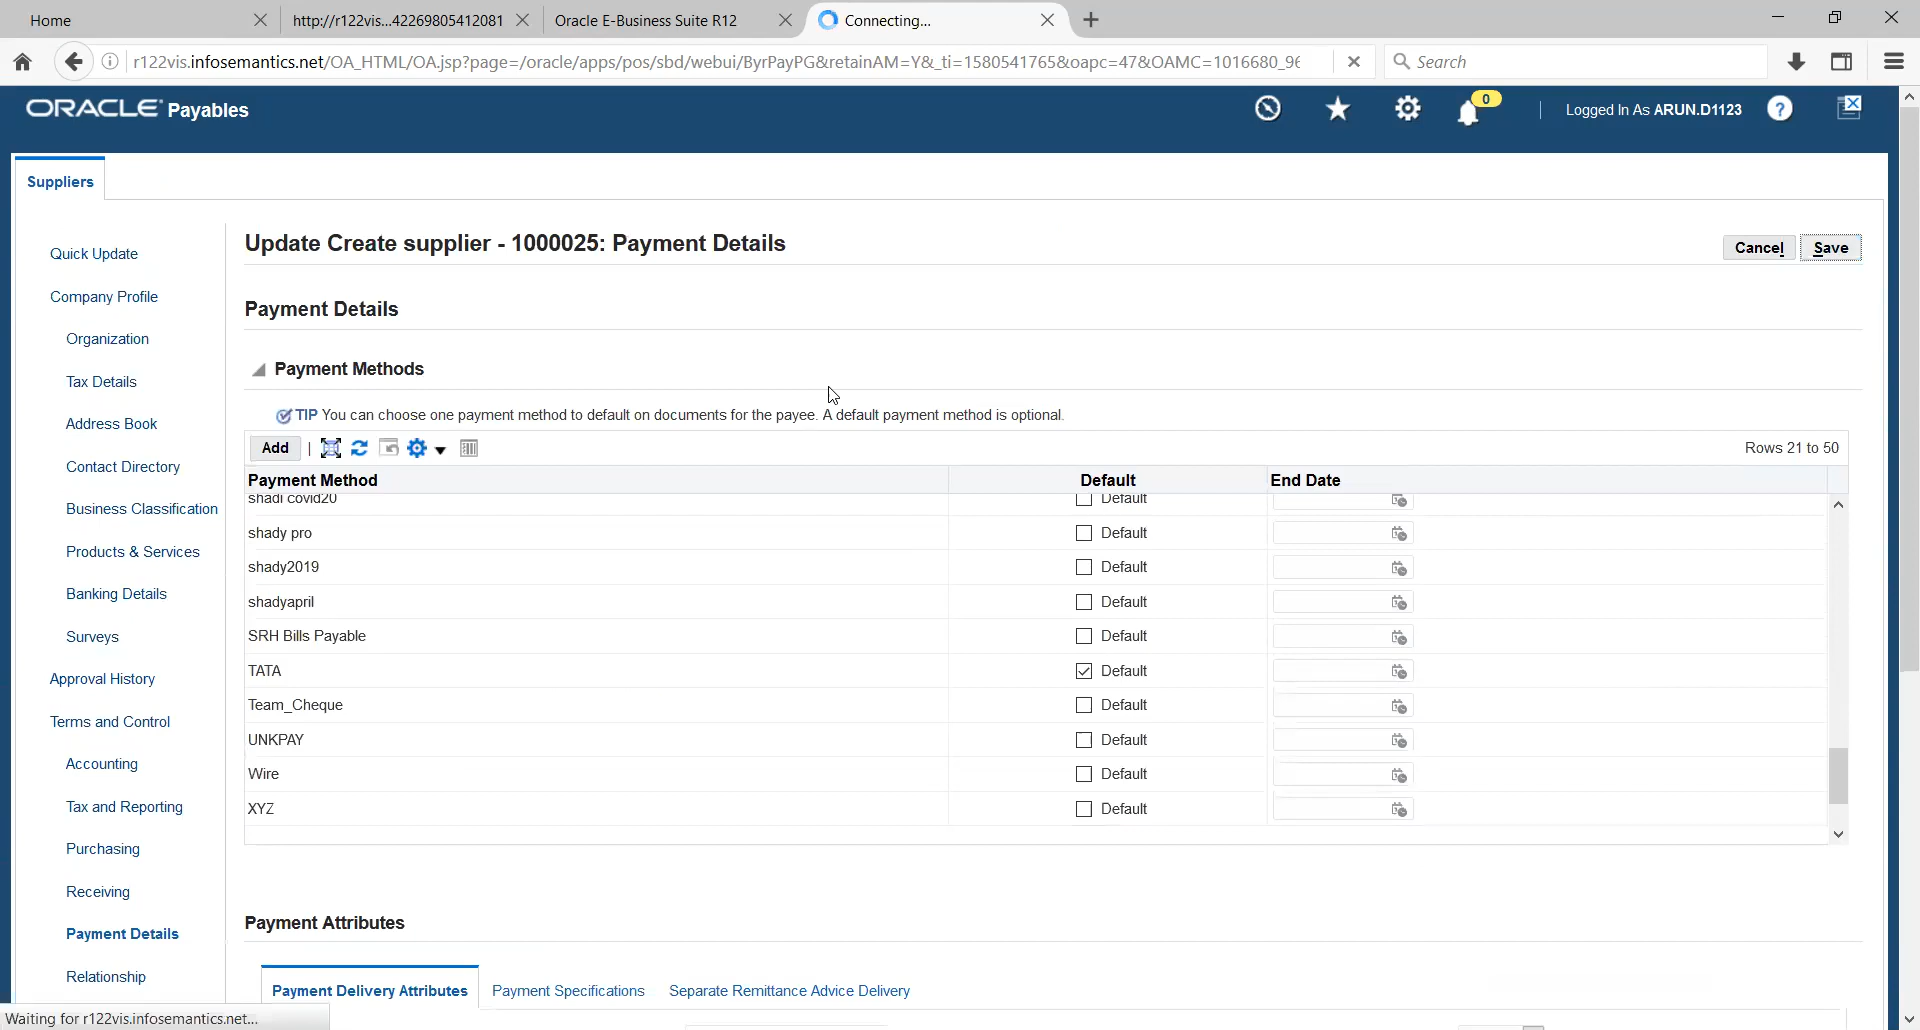 Home
http://r122vis...42269805412081
Oracle E-Business Suite R12
Connecting...
r122vis.infosemantics.net/OA_HTML/OA.jsp?page=/oracle/apps/pos/sbd/webui/ByrPayPG&retainAM=Y&_ti=1580541765&oapc=47&OAMC=1016680_96
Search
ORACLE Payables
0
Logged In As ARUN.D1123
Suppliers
Quick Update
Company Profile
Organization
Tax Details
Address Book
Contact Directory
Business Classification
Products & Services
Banking Details
Surveys
Approval History
Terms and Control
Accounting
Tax and Reporting
Purchasing
Receiving
Payment Details
Relationship
Update Create supplier - 1000025: Payment Details
Cancel
Save
Payment Details
Payment Methods
TIP You can choose one payment method to default on documents for the payee. A default payment method is optional.
Add
Rows 21 to 50
Payment Method Default End Date
shadi covid20 Default
shady pro Default
shady2019 Default
shadyapril Default
SRH Bills Payable Default
TATA Default
Team_Cheque Default
UNKPAY Default
Wire Default
XYZ Default
Payment Attributes
Payment Delivery Attributes Payment Specifications Separate Remittance Advice Delivery
Waiting for r122vis.infosemantics.net...